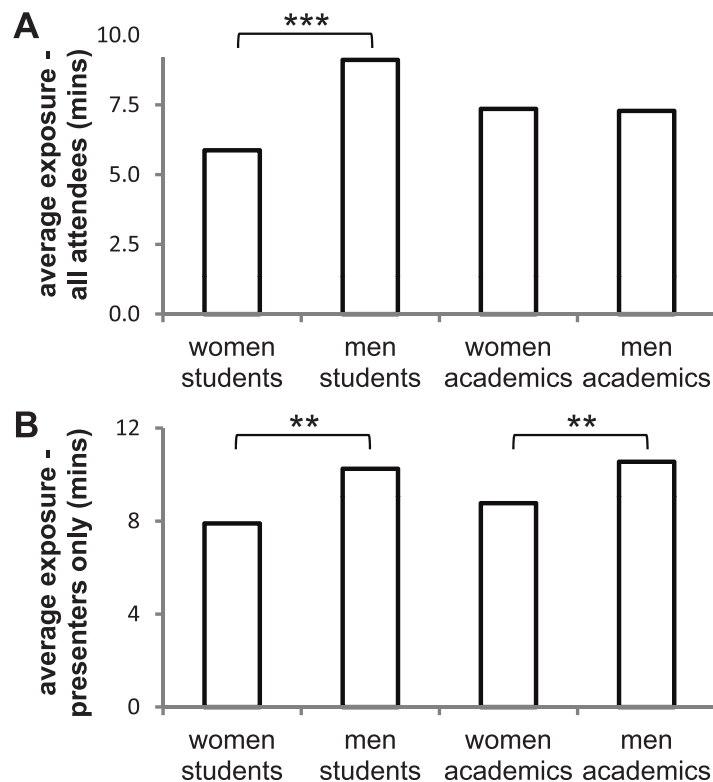 A
average exposure -
all attendees (mins)
10.0
7.5
5.0
2.5
0.0
***
women
students
men
students
women
academics
men
academics
B
average exposure -
presenters only (mins)
12
8
4
0
**
**
women
students
men
students
women
academics
men
academics